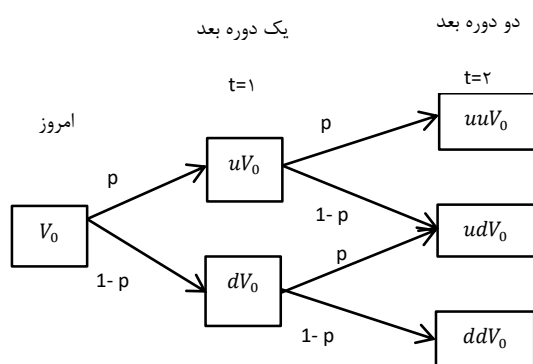 یک دوره بعد
دو دوره بعد
t=۱
t=۲
امروز
p
uuV₀
p
uV₀
1- p
V₀
udV₀
p
1- p
dV₀
1- p
ddV₀